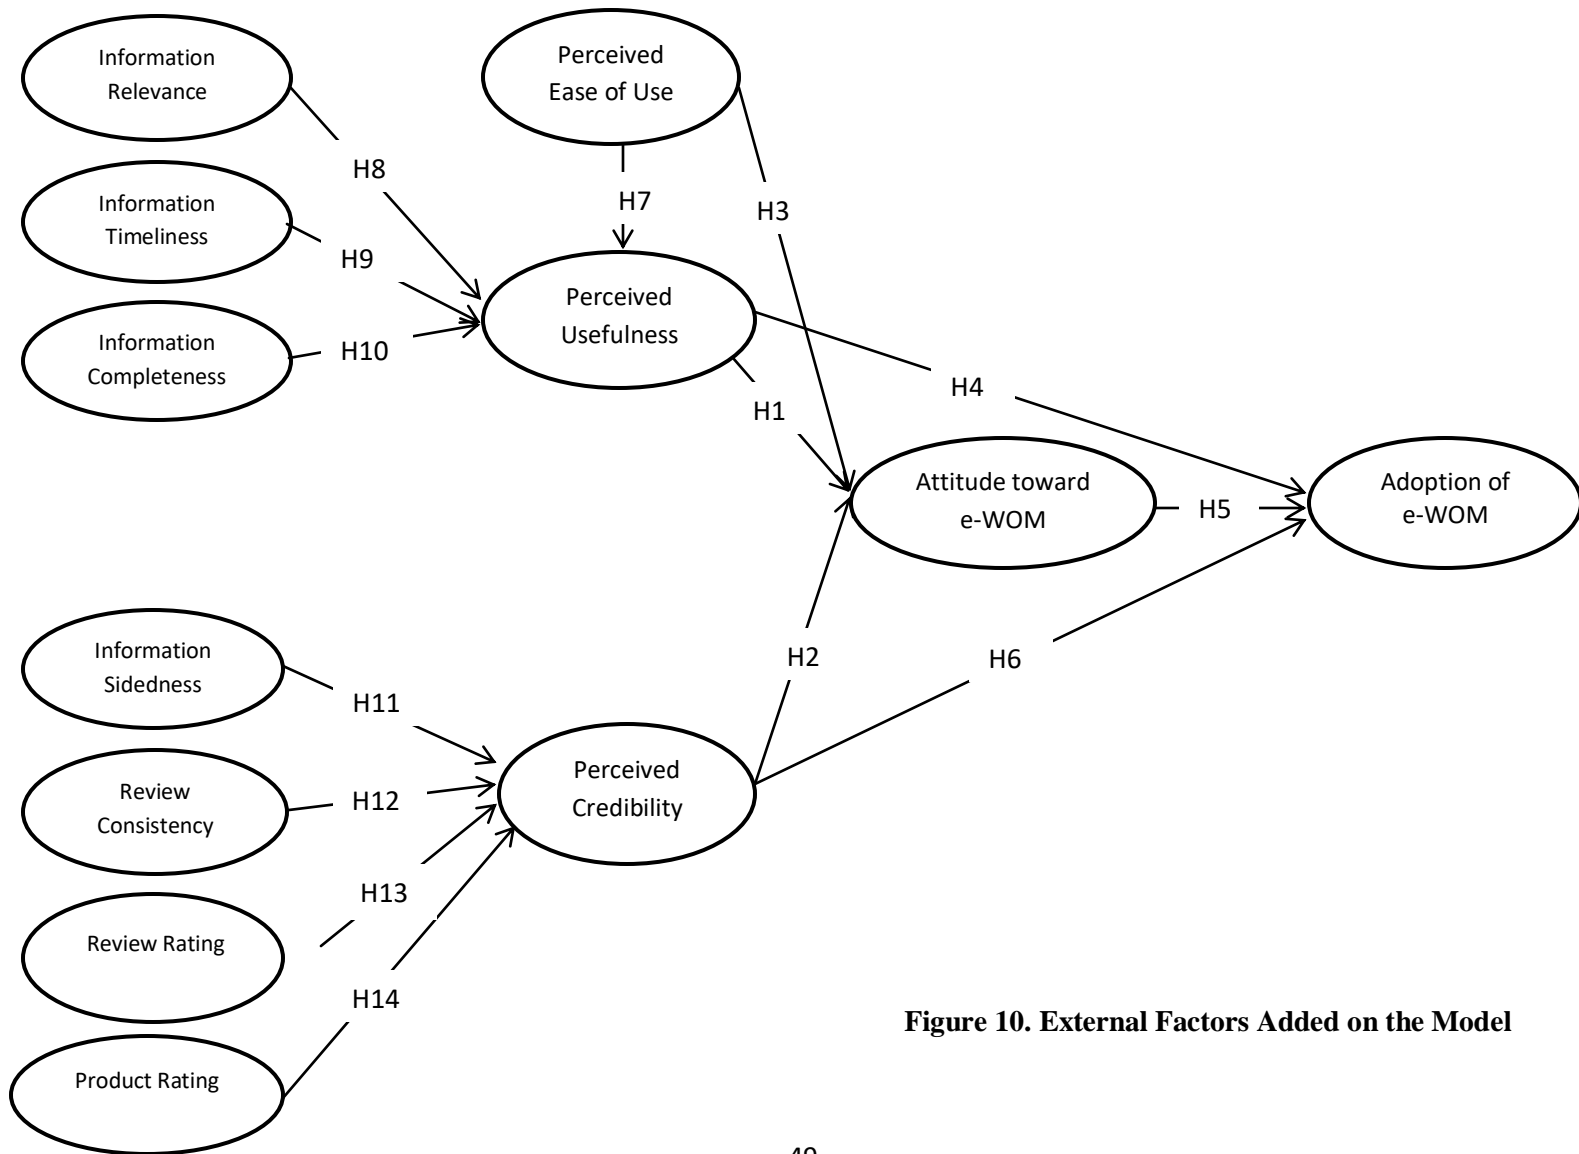 Information
Relevance
Perceived
Ease of Use
H8
Information
Timeliness
H7
H3
H9
Perceived
Usefulness
Information
Completeness
H10
H4
H1
Attitude toward
e-WOM
H5
Adoption of
e-WOM
Information
Sidedness
H11
H2
H6
Review
Consistency
H12
Perceived
Credibility
H13
Review Rating
H14
Product Rating
Figure 10. External Factors Added on the Model